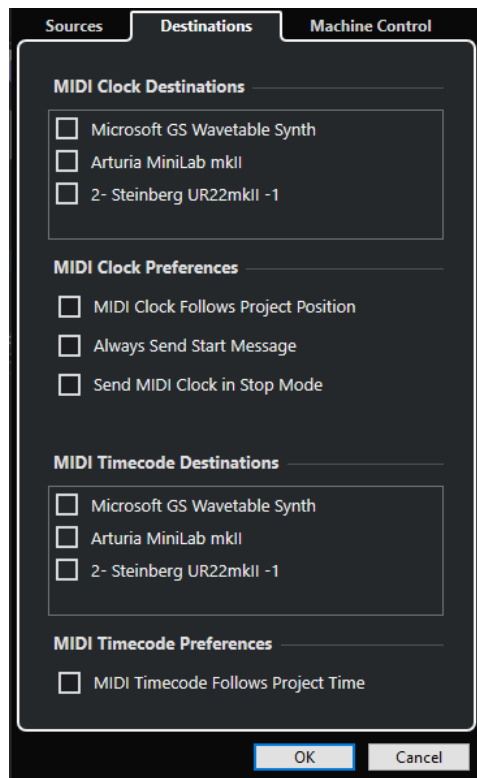 Sources Destinations Machine Control
MIDI Clock Destinations
Microsoft GS Wavetable Synth
Arturia MiniLab mkII
2- Steinberg UR22mkII -1
MIDI Clock Preferences
MIDI Clock Follows Project Position
Always Send Start Message
Send MIDI Clock in Stop Mode
MIDI Timecode Destinations
Microsoft GS Wavetable Synth
Arturia MiniLab mkII
2- Steinberg UR22mkII -1
MIDI Timecode Preferences
MIDI Timecode Follows Project Time
OK Cancel